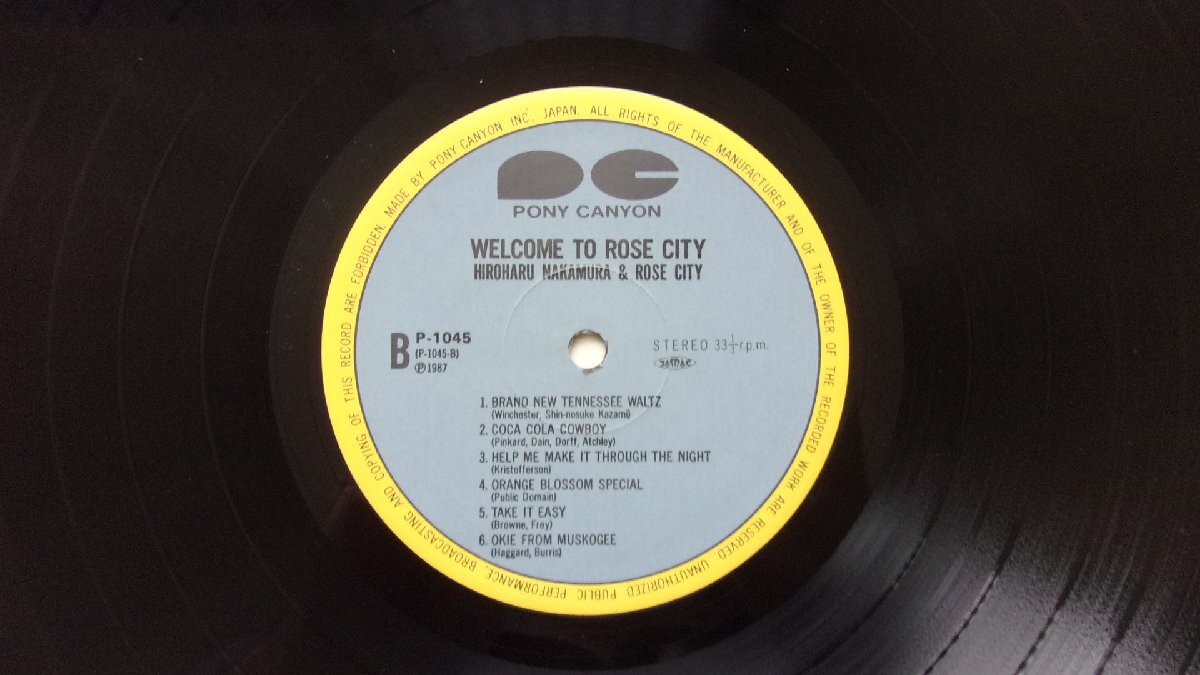 MADE BY PONY CANYON INC., JAPAN. ALL RIGHTS OF THE MANUFACTURER AND OF THE OWNER OF THE RECORDED WORK ARE RESERVED UNAUTHORIZED PUBLIC PERFORMANCE, BROADCASTING AND COPYING OF THIS RECORD ARE FORBIDDEN.
PC
PONY CANYON
WELCOME TO ROSE CITY
HIROHARU NAKAMURA & ROSE CITY
B P-1045
(P-1045-B)
Ⓟ1987
STEREO 33⅓ r.p.m.
JASRAC
1. BRAND NEW TENNESSEE WALTZ
(Winchester, Shin-nosuke Kazami)
2. COCA COLA COWBOY
(Pinkard, Dain, Dorff, Atchley)
3. HELP ME MAKE IT THROUGH THE NIGHT
(Kristofferson)
4. ORANGE BLOSSOM SPECIAL
(Public Domain)
5. TAKE IT EASY
(Browne, Frey)
6. OKIE FROM MUSKOGEE
(Haggard, Burris)